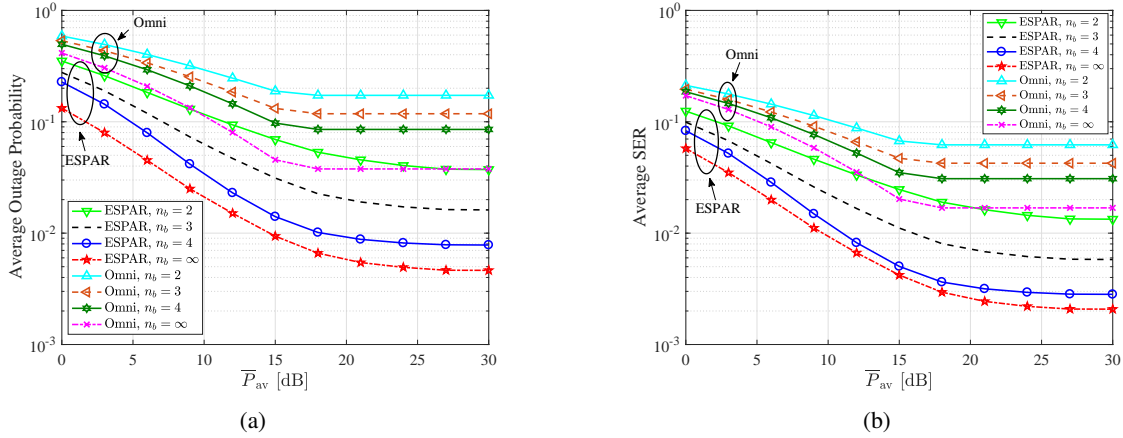 10^0
10^-1
10^-2
10^-3
Average Outage Probability
Omni
ESPAR
ESPAR, n_b = 2
ESPAR, n_b = 3
ESPAR, n_b = 4
ESPAR, n_b = ∞
Omni, n_b = 2
Omni, n_b = 3
Omni, n_b = 4
Omni, n_b = ∞
0 5 10 15 20 25 30
P̅_av [dB]
(a)
10^0
10^-1
10^-2
10^-3
Average SER
Omni
ESPAR
ESPAR, n_b = 2
ESPAR, n_b = 3
ESPAR, n_b = 4
ESPAR, n_b = ∞
Omni, n_b = 2
Omni, n_b = 3
Omni, n_b = 4
Omni, n_b = ∞
0 5 10 15 20 25 30
P̅_av [dB]
(b)